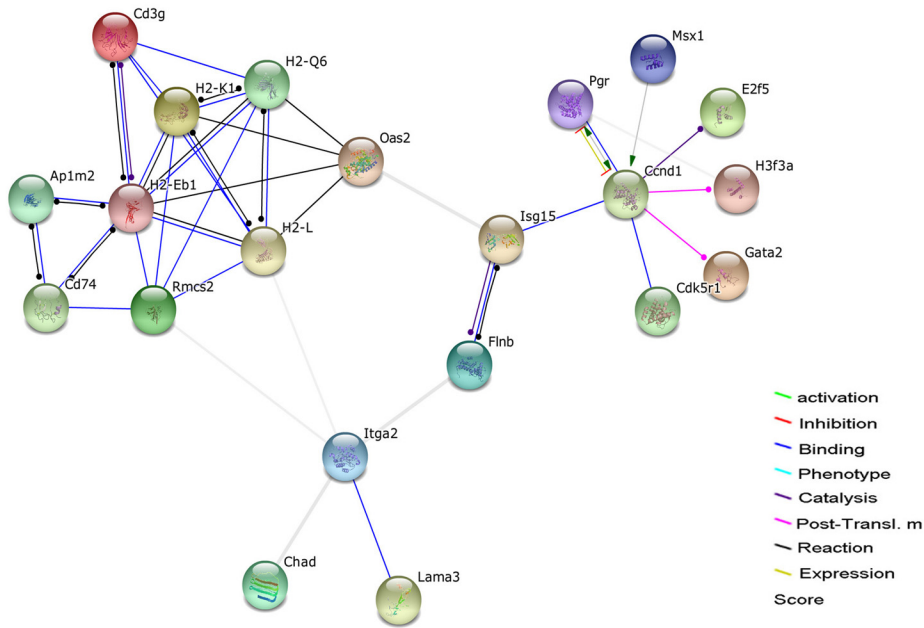 Cd3g
Msx1
H2-Q6
Pgr
E2f5
H2-K1
Oas2
Ccnd1
H3f3a
Ap1m2
H2-Eb1
Isg15
H2-L
Gata2
Cd74
Rmcs2
Cdk5r1
Flnb
activation
Inhibition
Itga2
Binding
Phenotype
Catalysis
Post-Transl. m
Reaction
Chad
Lama3
Expression
Score